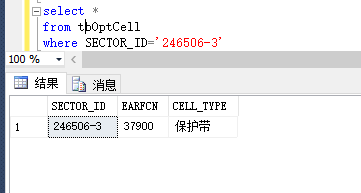 select *
from tbOptCell
where SECTOR_ID='246506-3'
100 %
结果 消息
SECTOR_ID EARFCN CELL_TYPE
1 246506-3 37900 保护带